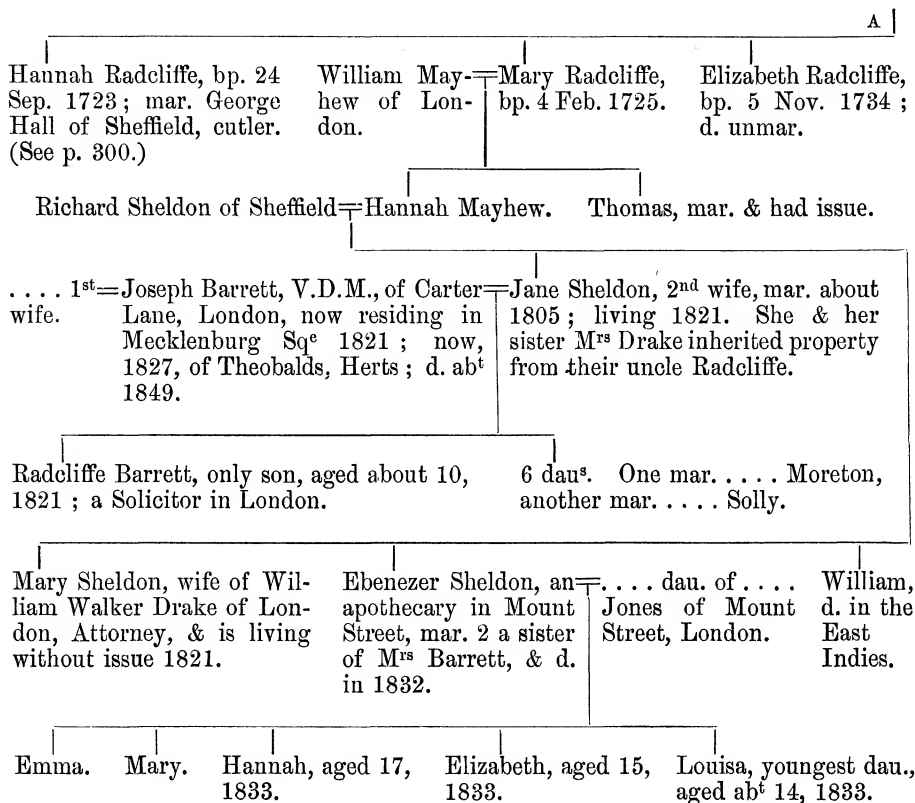 A
Hannah Radcliffe, bp. 24
Sep. 1723 ; mar. George
Hall of Sheffield, cutler.
(See p. 300.)
William May-
hew of Lon-
don.
Mary Radcliffe,
bp. 4 Feb. 1725.
Elizabeth Radcliffe,
bp. 5 Nov. 1734 ;
d. unmar.
Richard Sheldon of Sheffield=Hannah Mayhew.
Thomas, mar. & had issue.
. . . . 1st=
wife.
Joseph Barrett, V.D.M., of Carter
Lane, London, now residing in
Mecklenburg Sqe 1821 ; now,
1827, of Theobalds, Herts ; d. abt
1849.
Jane Sheldon, 2nd wife, mar. about
1805 ; living 1821. She & her
sister Mrs Drake inherited property
from their uncle Radcliffe.
Radcliffe Barrett, only son, aged about 10,
1821 ; a Solicitor in London.
6 daus. One mar. . . . . Moreton,
another mar. . . . . Solly.
Mary Sheldon, wife of Wil-
liam Walker Drake of Lon-
don, Attorney, & is living
without issue 1821.
Ebenezer Sheldon, an
apothecary in Mount
Street, mar. 2 a sister
of Mrs Barrett, & d.
in 1832.
. . . . dau. of . . . .
Jones of Mount
Street, London.
William,
d. in the
East
Indies.
Emma.
Mary.
Hannah, aged 17,
1833.
Elizabeth, aged 15,
1833.
Louisa, youngest dau.,
aged abt 14, 1833.